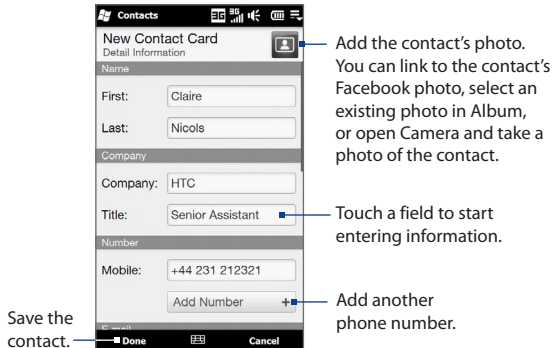 Contacts
New Contact Card
Detail Information
Name
First: Claire
Last: Nicols
Company
Company: HTC
Title: Senior Assistant
Number
Mobile: +44 231 212321
Add Number +
E-mail
Done Cancel
Add the contact’s photo.
You can link to the contact’s
Facebook photo, select an
existing photo in Album,
or open Camera and take a
photo of the contact.
Touch a field to start
entering information.
Add another
phone number.
Save the
contact.